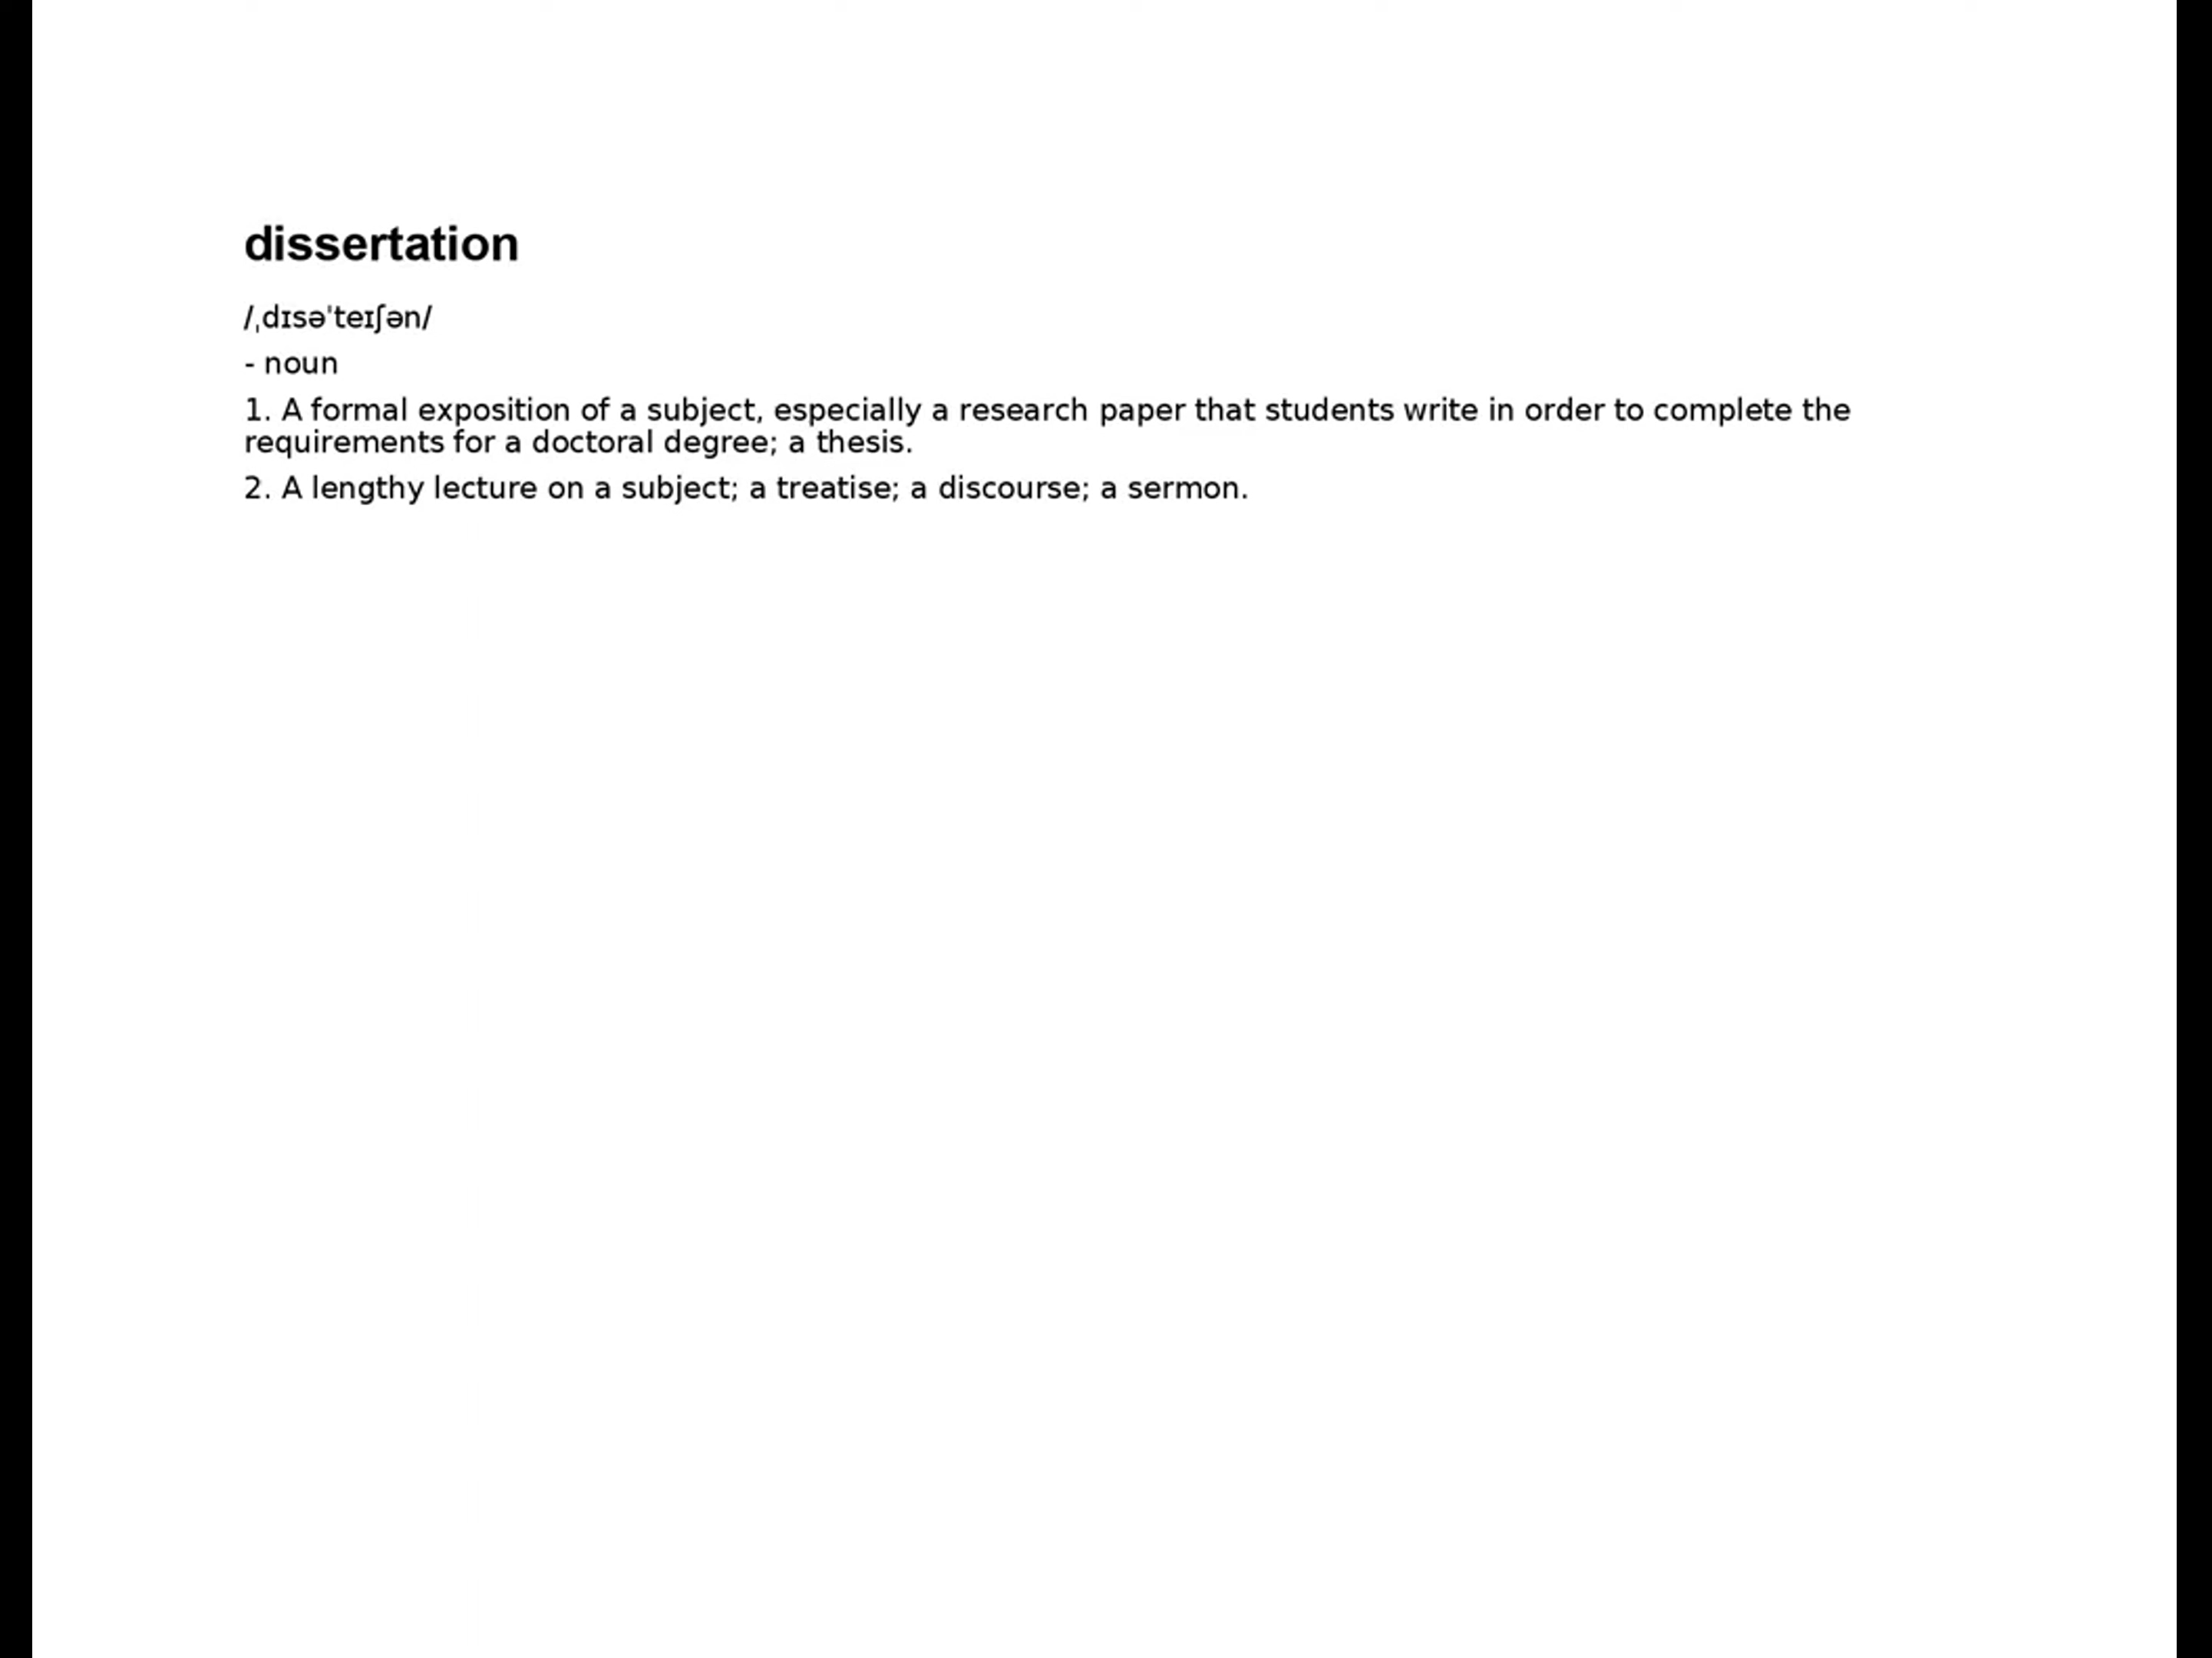 dissertation
/ˌdɪsəˈteɪʃən/
- noun
1. A formal exposition of a subject, especially a research paper that students write in order to complete the
requirements for a doctoral degree; a thesis.
2. A lengthy lecture on a subject; a treatise; a discourse; a sermon.